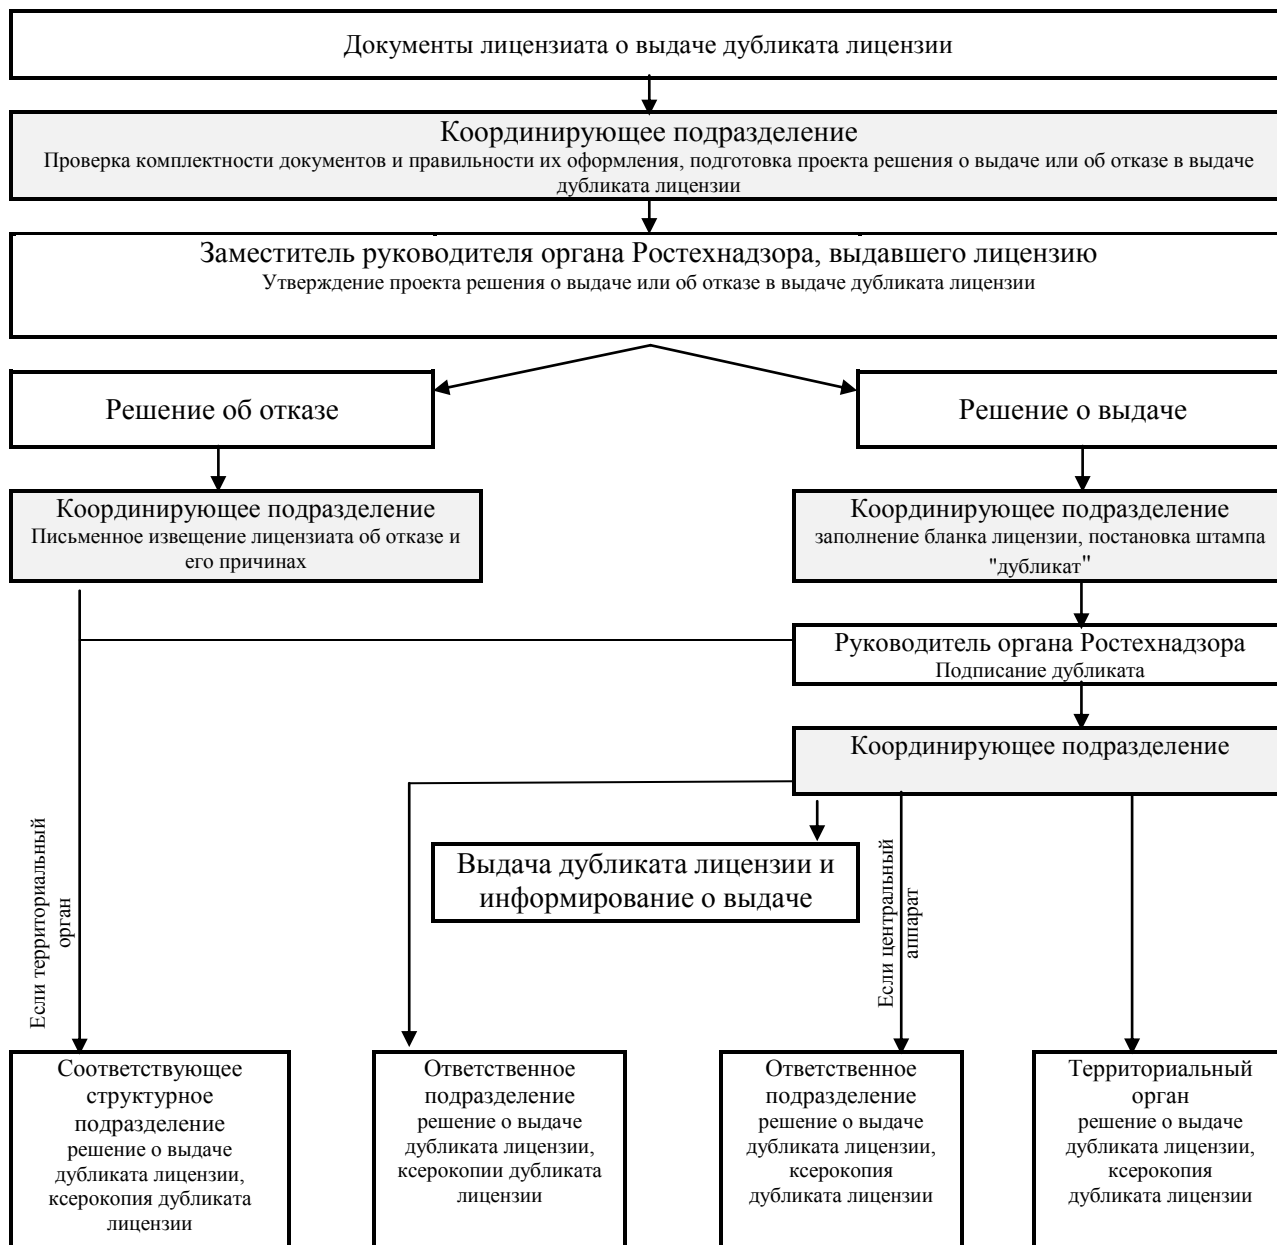 Документы лицензиата о выдаче дубликата лицензии
Координирующее подразделение
Проверка комплектности документов и правильности их оформления, подготовка проекта решения о выдаче или об отказе в выдаче
дубликата лицензии
Заместитель руководителя органа Ростехнадзора, выдавшего лицензию
Утверждение проекта решения о выдаче или об отказе в выдаче дубликата лицензии
Решение об отказе
Решение о выдаче
Координирующее подразделение
Письменное извещение лицензиата об отказе и
его причинах
Координирующее подразделение
заполнение бланка лицензии, постановка штампа
"дубликат"
Руководитель органа Ростехнадзора
Подписание дубликата
Координирующее подразделение
Выдача дубликата лицензии и
информирование о выдаче
Если территориальный
орган
Если центральный
аппарат
Соответствующее
структурное
подразделение
решение о выдаче
дубликата лицензии,
ксерокопия дубликата
лицензии
Ответственное
подразделение
решение о выдаче
дубликата лицензии,
ксерокопии дубликата
лицензии
Ответственное
подразделение
решение о выдаче
дубликата лицензии,
ксерокопия
дубликата лицензии
Территориальный
орган
решение о выдаче
дубликата лицензии,
ксерокопия
дубликата лицензии